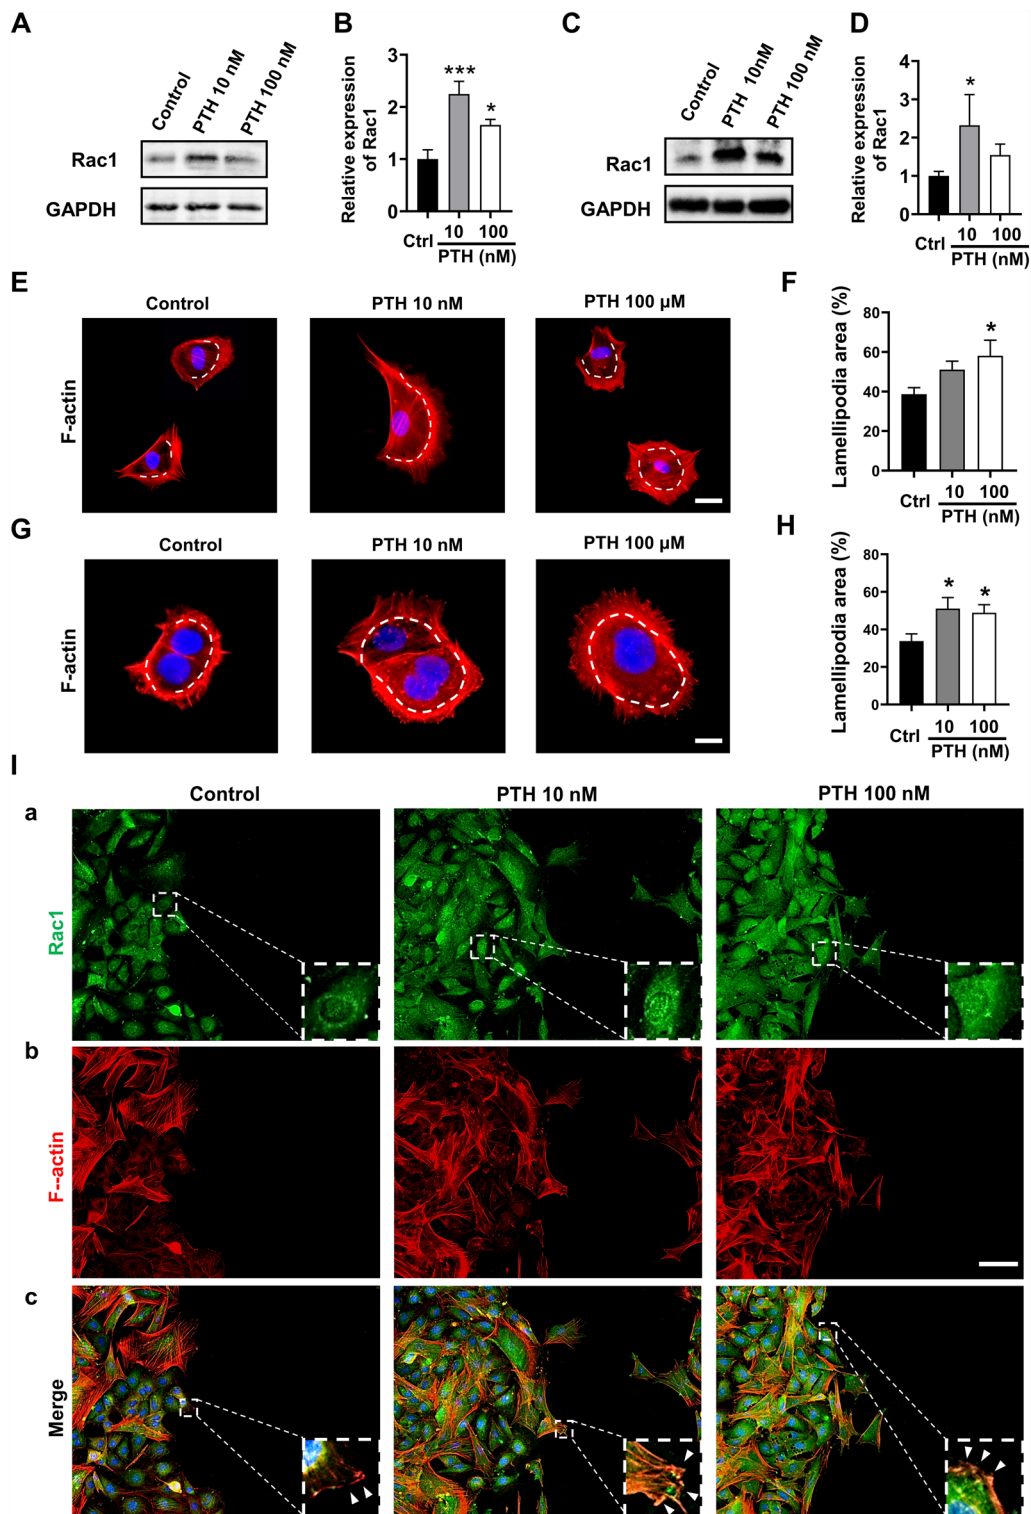 A
Control
PTH 10 nM
PTH 100 nM
Rac1
GAPDH
B
Relative expression
of Rac1
3
2
1
0
***
*
Ctrl
10
100
PTH (nM)
C
Control
PTH 10nM
PTH 100 nM
Rac1
GAPDH
D
Relative expression
of Rac1
4
3
2
1
0
*
Ctrl
10
100
PTH (nM)
E
Control
PTH 10 nM
PTH 100 μM
F-actin
F
Lamellipodia area (%)
80
60
40
20
0
*
Ctrl
10
100
PTH (nM)
G
Control
PTH 10 nM
PTH 100 μM
F-actin
H
Lamellipodia area (%)
80
60
40
20
0
*
*
Ctrl
10
100
PTH (nM)
I
Control
PTH 10 nM
PTH 100 nM
a
Rac1
b
F--actin
c
Merge